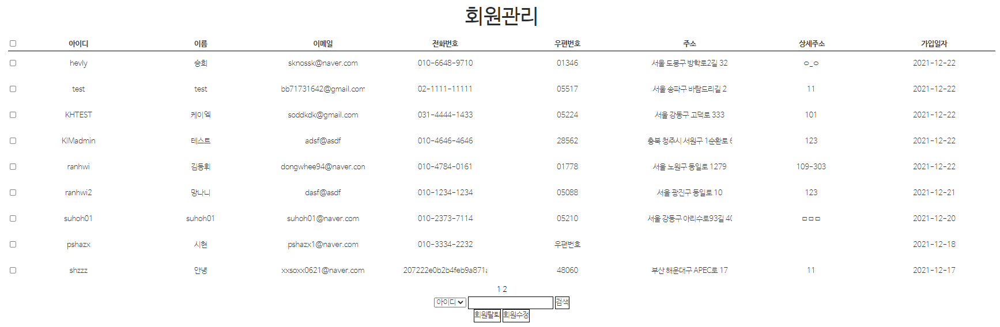 회원관리
아이디 이름 이메일 전화번호 우편번호 주소 상세주소 가입일자
hevly 승희 sknossk@naver.com 010-6648-9710 01346 서울 도봉구 방학로2길 32 ㅇ_ㅇ 2021-12-22
test test bb71731642@gmail.com 02-1111-11111 05517 서울 송파구 바람드리길 2 11 2021-12-22
KHTEST 케이엘 soddkdk@gmail.com 031-4444-1433 05224 서울 강동구 고덕로 333 101 2021-12-22
KIMadmin 테스트 adsf@asdf 010-4646-4646 28562 충북 청주시 서원구 1순환로 6 123 2021-12-22
ranhwi 김동휘 dongwhee94@naver.con 010-4784-0161 01778 서울 노원구 동일로 1279 109-303 2021-12-22
ranhwi2 망나니 dasf@asdf 010-1234-1234 05088 서울 광진구 동일로 10 123 2021-12-21
suhoh01 suhoh01 suhoh01@naver.com 010-2373-7114 05210 서울 강동구 아리수로93길 40 ㅁㅁㅁ 2021-12-20
pshazx 시현 pshazx1@naver.com 010-3334-2232 우편번호 2021-12-18
shzzz 안녕 xxsoxx0621@naver.com 207222e0b2b4feb9a871a 48060 부산 해운대구 APEC로 17 11 2021-12-17
1 2
아이디 검색
회원탈퇴 회원수정